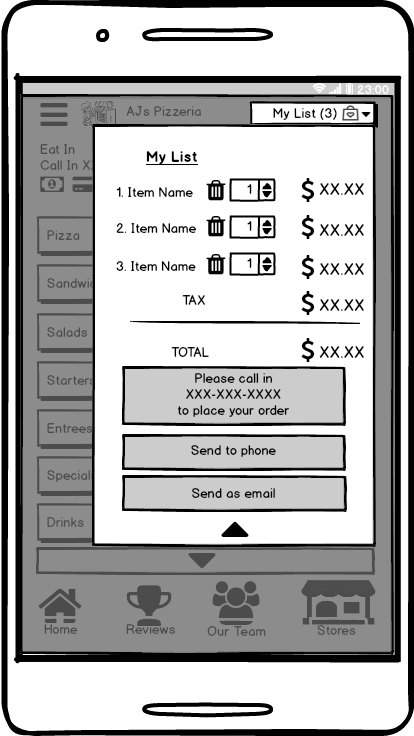 23:00
AJs Pizzeria
My List (3)
Eat In
Call In X
My List
1. Item Name 1 $ XX.XX
2. Item Name 1 $ XX.XX
3. Item Name 1 $ XX.XX
TAX $ XX.XX
TOTAL $ XX.XX
Please call in
XXX-XXX-XXXX
to place your order
Send to phone
Send as email
Pizza
Sandwi
Salads
Starters
Entrees
Special
Drinks
Home
Reviews
Our Team
Stores